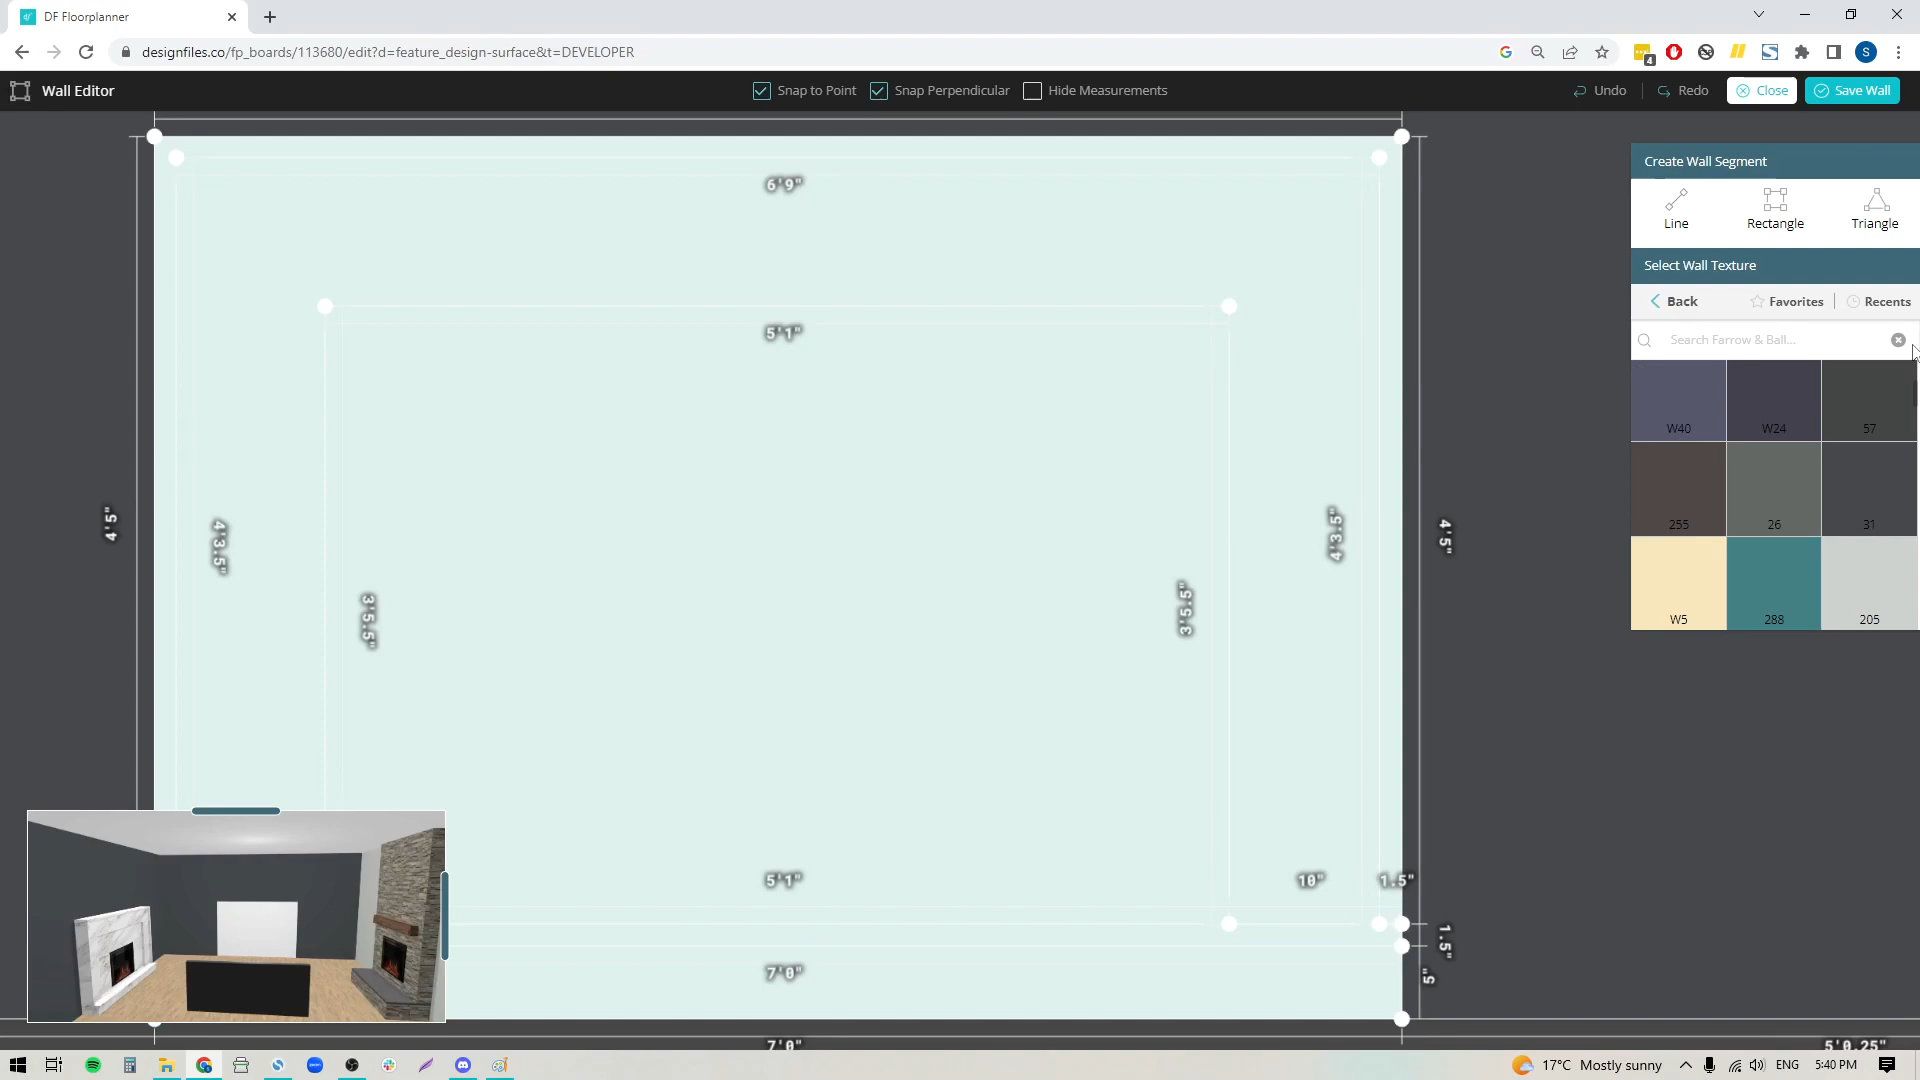 DF Floorplanner
designfiles.co/fp_boards/113680/edit?d=feature_design-surface&t=DEVELOPER
4
S
Wall Editor
Snap to Point
Snap Perpendicular
Hide Measurements
Undo
Redo
Close
Save Wall
6'9"
5'1"
4'5"
4'3.5"
3'5.5"
3'5.5"
4'3.5"
4'5"
5'1"
10"
1.5"
1.5"
7'0"
5"
7'0"
5'0.25"
Create Wall Segment
Line
Rectangle
Triangle
Select Wall Texture
Back
Favorites
Recents
Search Farrow & Ball...
W40
W24
57
255
26
31
W5
288
205
17°C Mostly sunny
ENG
5:40 PM